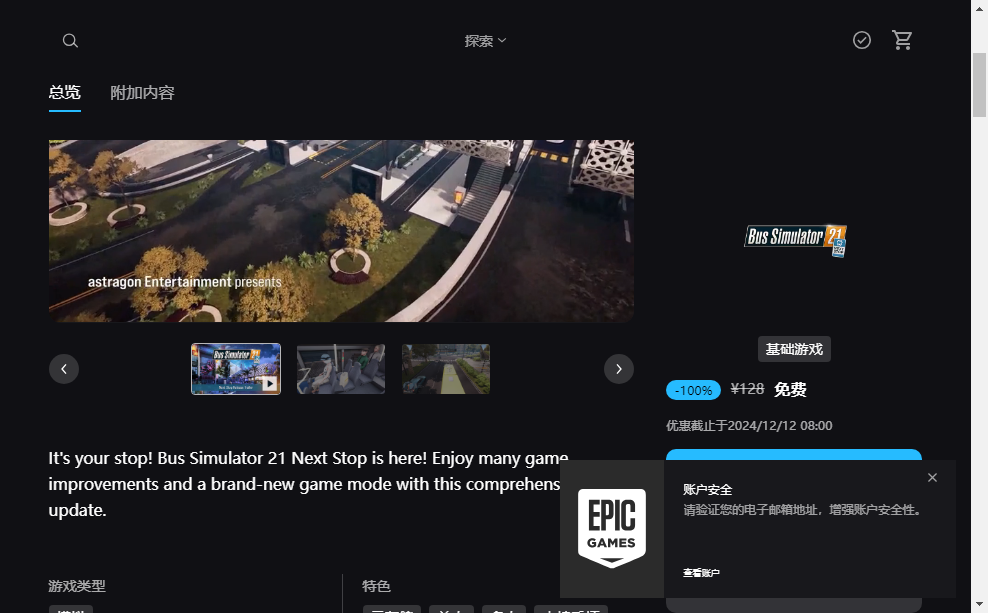 探索
总览
附加内容
astragon Entertainment presents
Bus Simulator 21
Bus Simulator 21
基础游戏
-100% ¥128 免费
优惠截止于2024/12/12 08:00
It's your stop! Bus Simulator 21 Next Stop is here! Enjoy many game
improvements and a brand-new game mode with this comprehens
update.
EPIC
GAMES
账户安全
请验证您的电子邮箱地址，增强账户安全性。
查看账户
游戏类型
特色